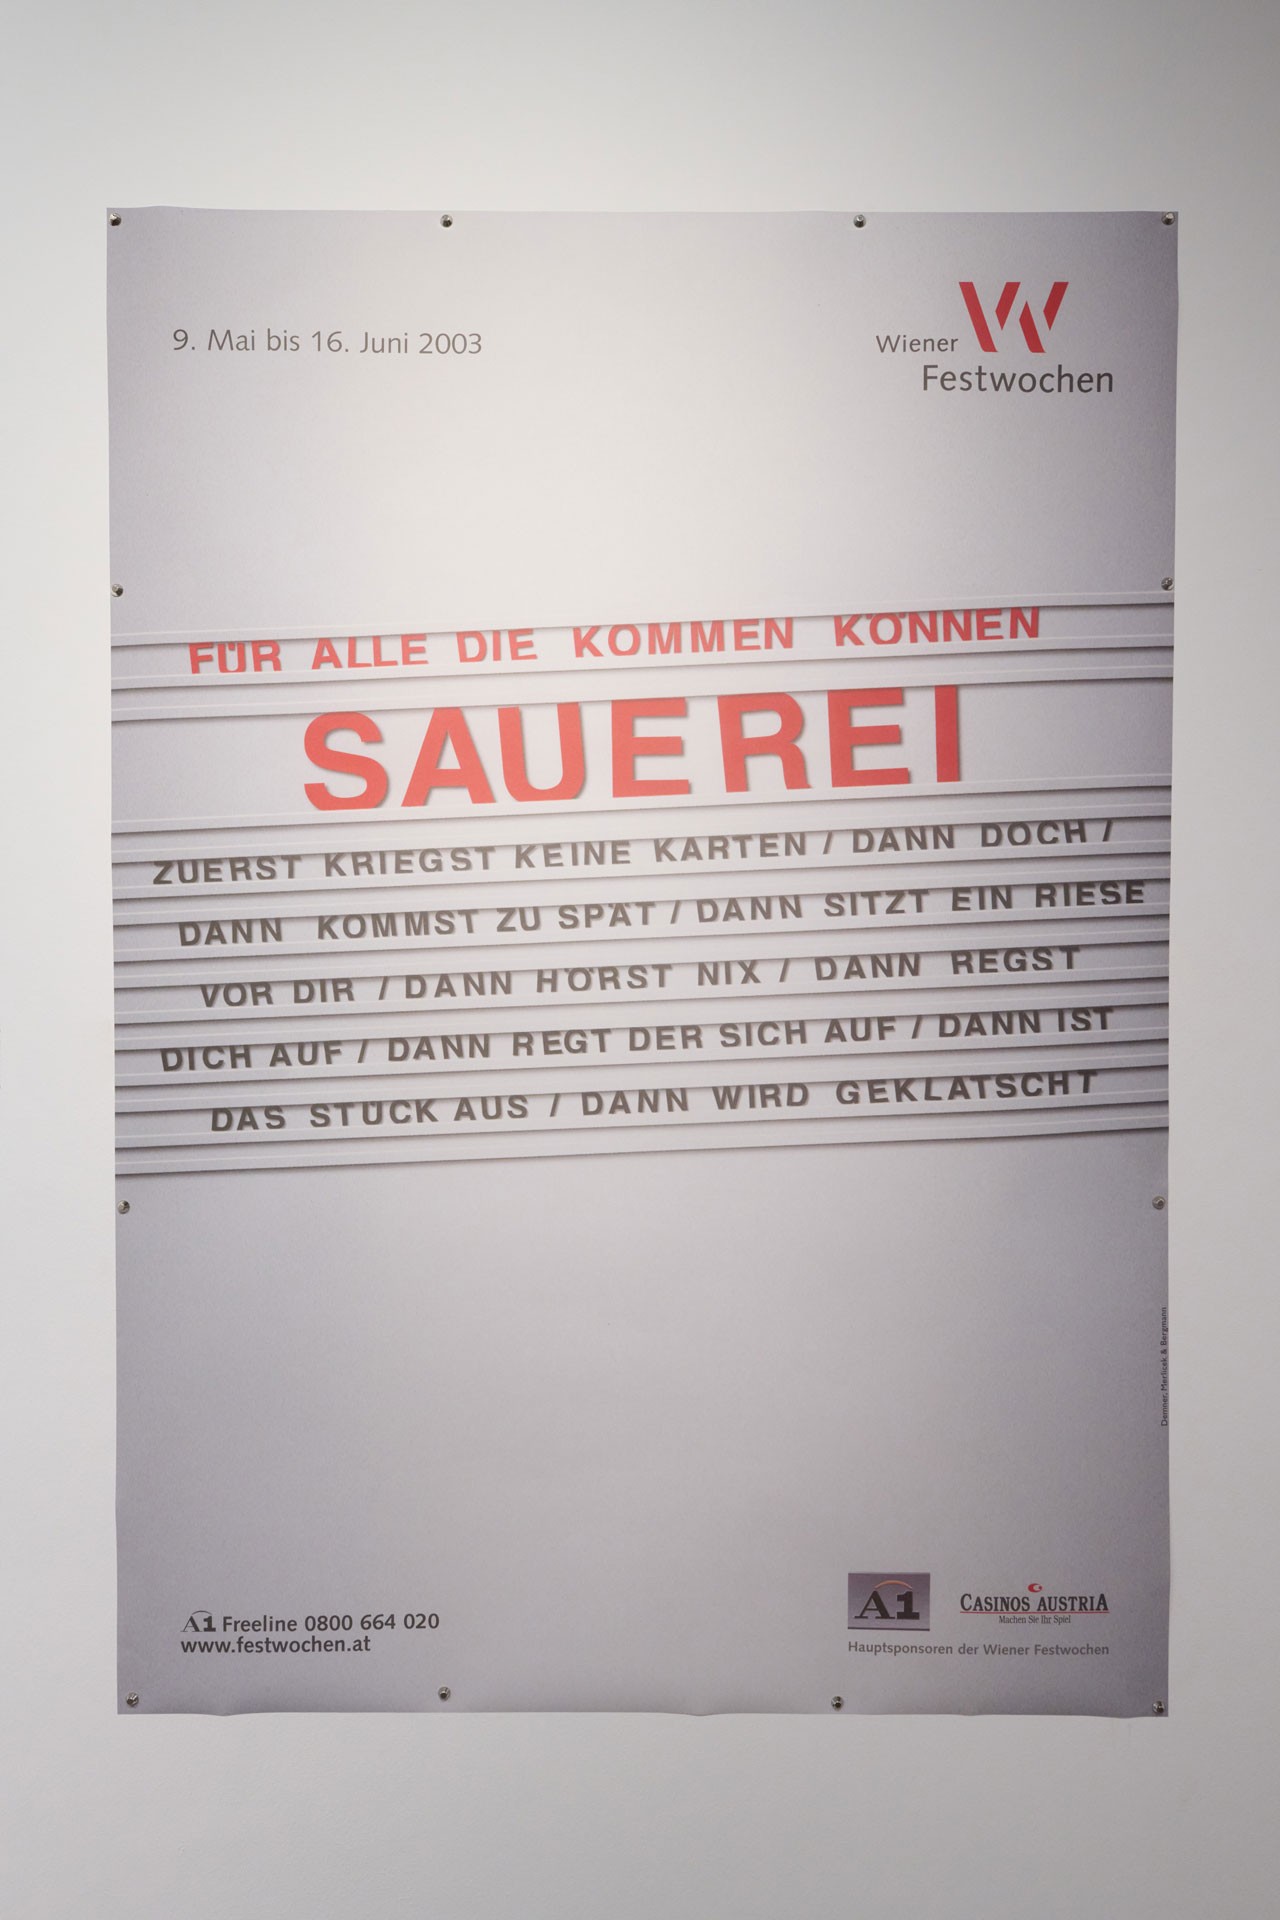 9. Mai bis 16. Juni 2003
Wiener
Festwochen
FÜR ALLE DIE KOMMEN KÖNNEN
SAUEREI
ZUERST KRIEGST KEINE KARTEN / DANN DOCH /
DANN KOMMST ZU SPÄT / DANN SITZT EIN RIESE
VOR DIR / DANN HÖRST NIX / DANN REGST
DICH AUF / DANN REGT DER SICH AUF / DANN IST
DAS STÜCK AUS / DANN WIRD GEKLATSCHT
Demner, Merlicek & Bergmann
A1 Freeline 0800 664 020
www.festwochen.at
A1
CASINOS AUSTRIA
Machen Sie Ihr Spiel
Hauptsponsoren der Wiener Festwochen